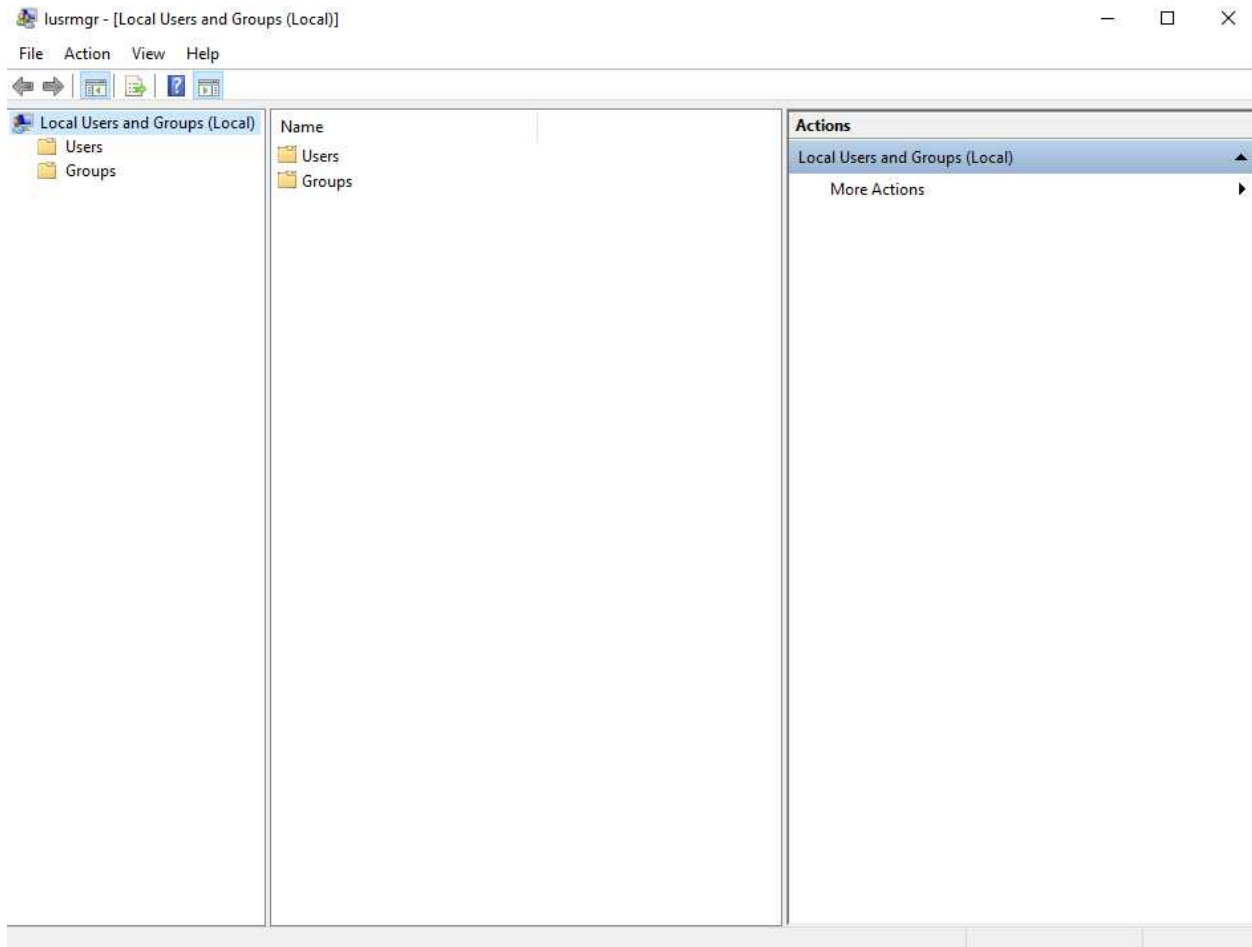 lusrmgr - [Local Users and Groups (Local)]
File Action View Help
Local Users and Groups (Local)
Users
Groups
Name
Users
Groups
Actions
Local Users and Groups (Local)
More Actions